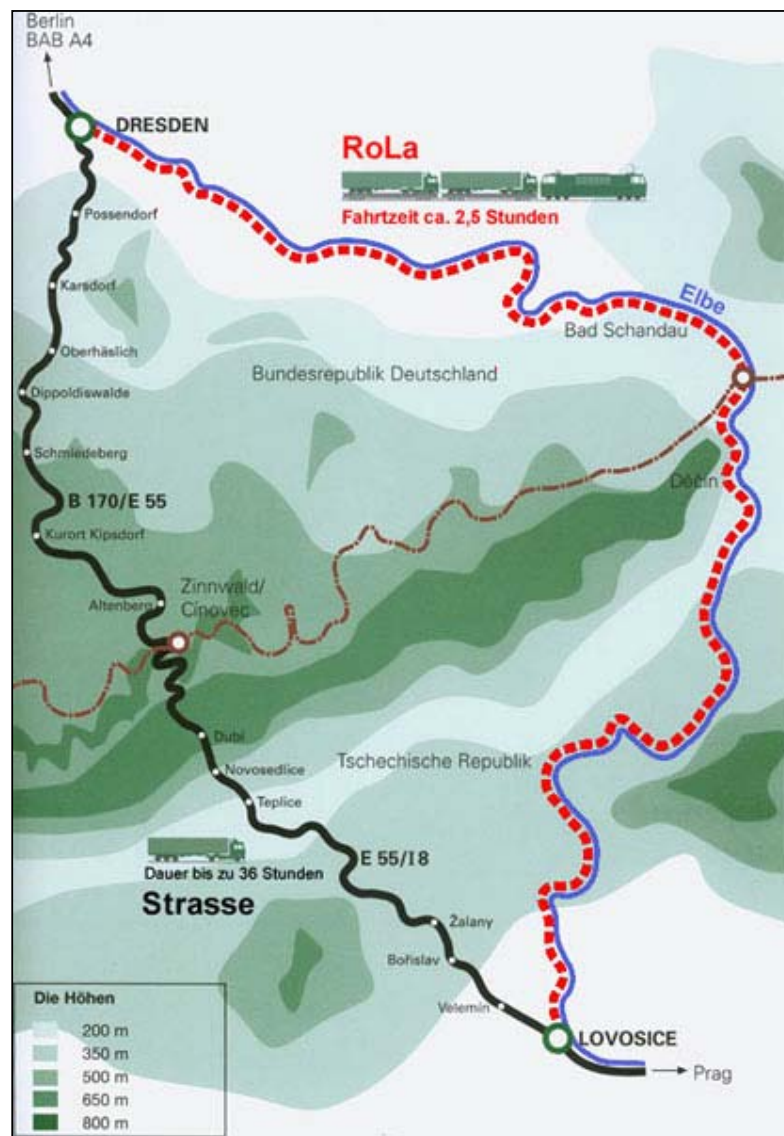 Berlin
BAB A4
DRESDEN
RoLa
Fahrtzeit ca. 2,5 Stunden
Possendorf
Karsdorf
Elbe
Bad Schandau
Oberhäslich
Bundesrepublik Deutschland
Dippoldiswalde
Schmiedeberg
Děčin
B 170/E 55
Kurort Kipsdorf
Zinnwald/
Cínovec
Altenberg
Dubí
Tschechische Republik
Novosedlice
Teplice
Dauer bis zu 36 Stunden
Strasse
E 55/I 8
Žalany
Bořislav
Velemín
LOVOSICE
Prag
Die Höhen
200 m
350 m
500 m
650 m
800 m